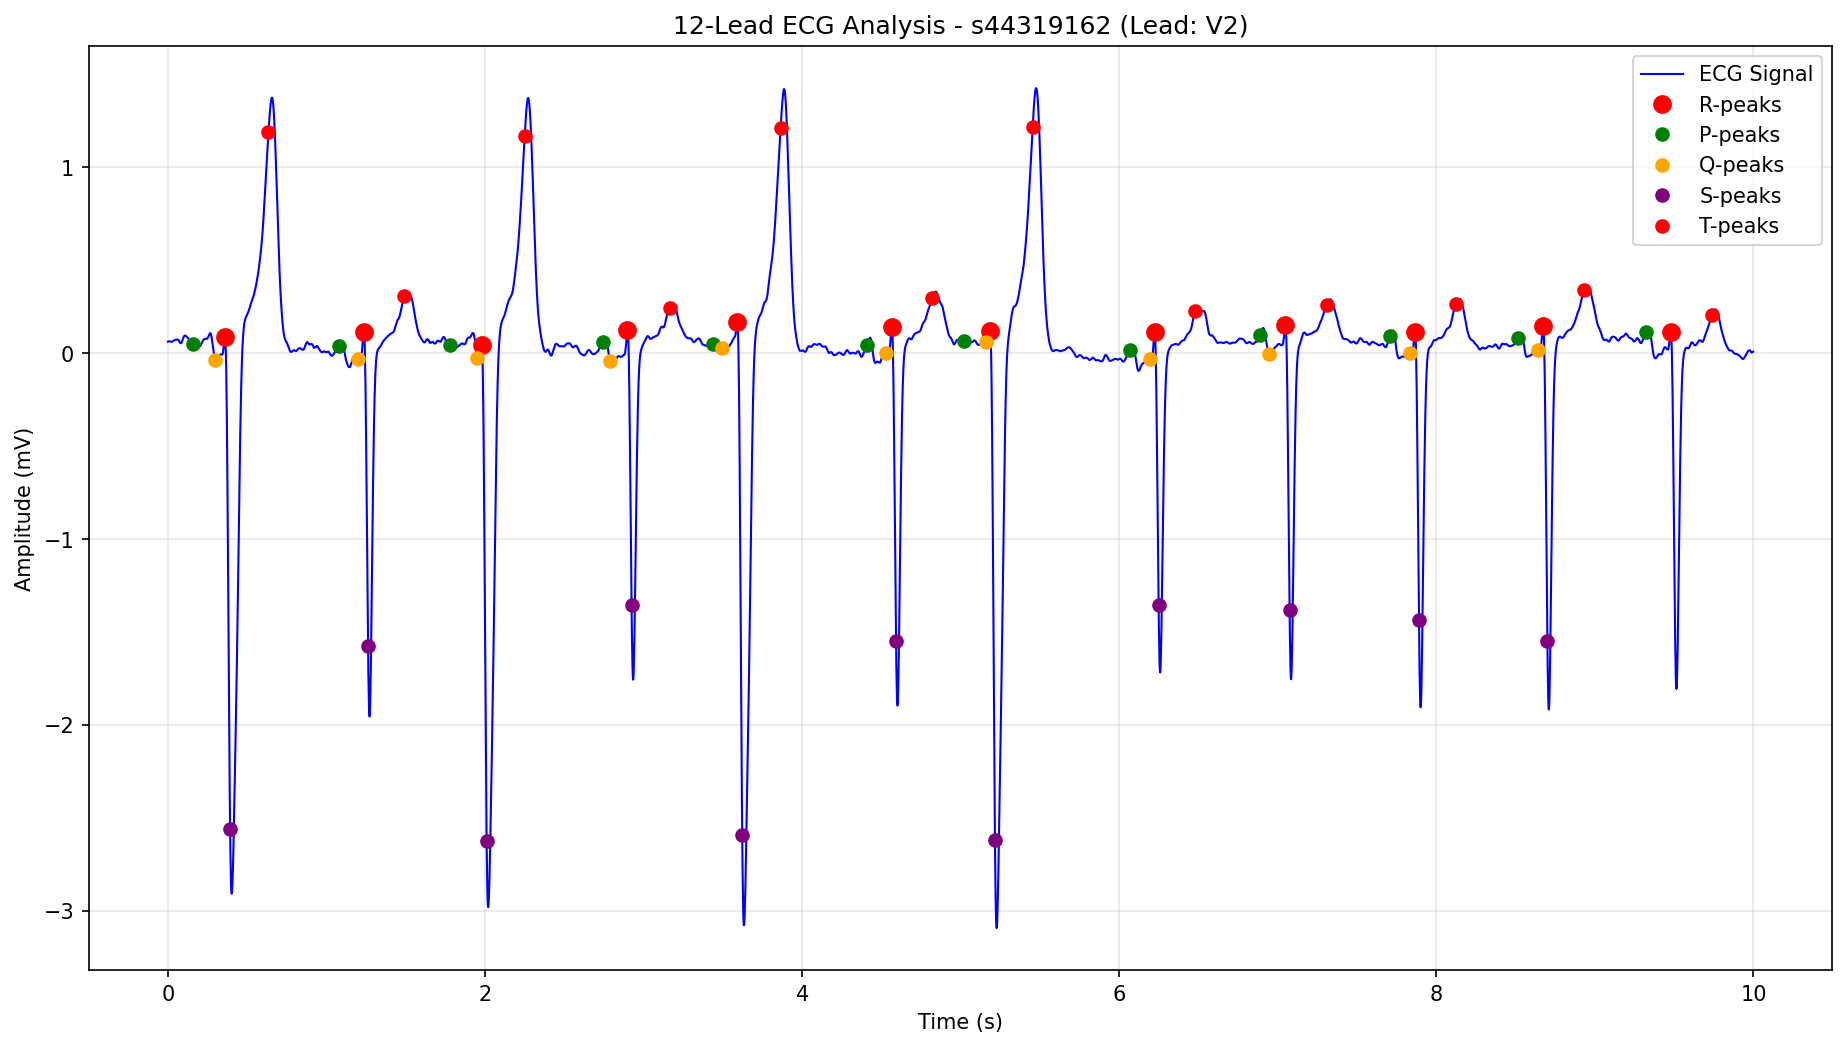 12-Lead ECG Analysis - s44319162 (Lead: V2)
ECG Signal
R-peaks
P-peaks
Q-peaks
S-peaks
T-peaks
Amplitude (mV)
1
0
−1
−2
−3
0 2 4 6 8 10
Time (s)